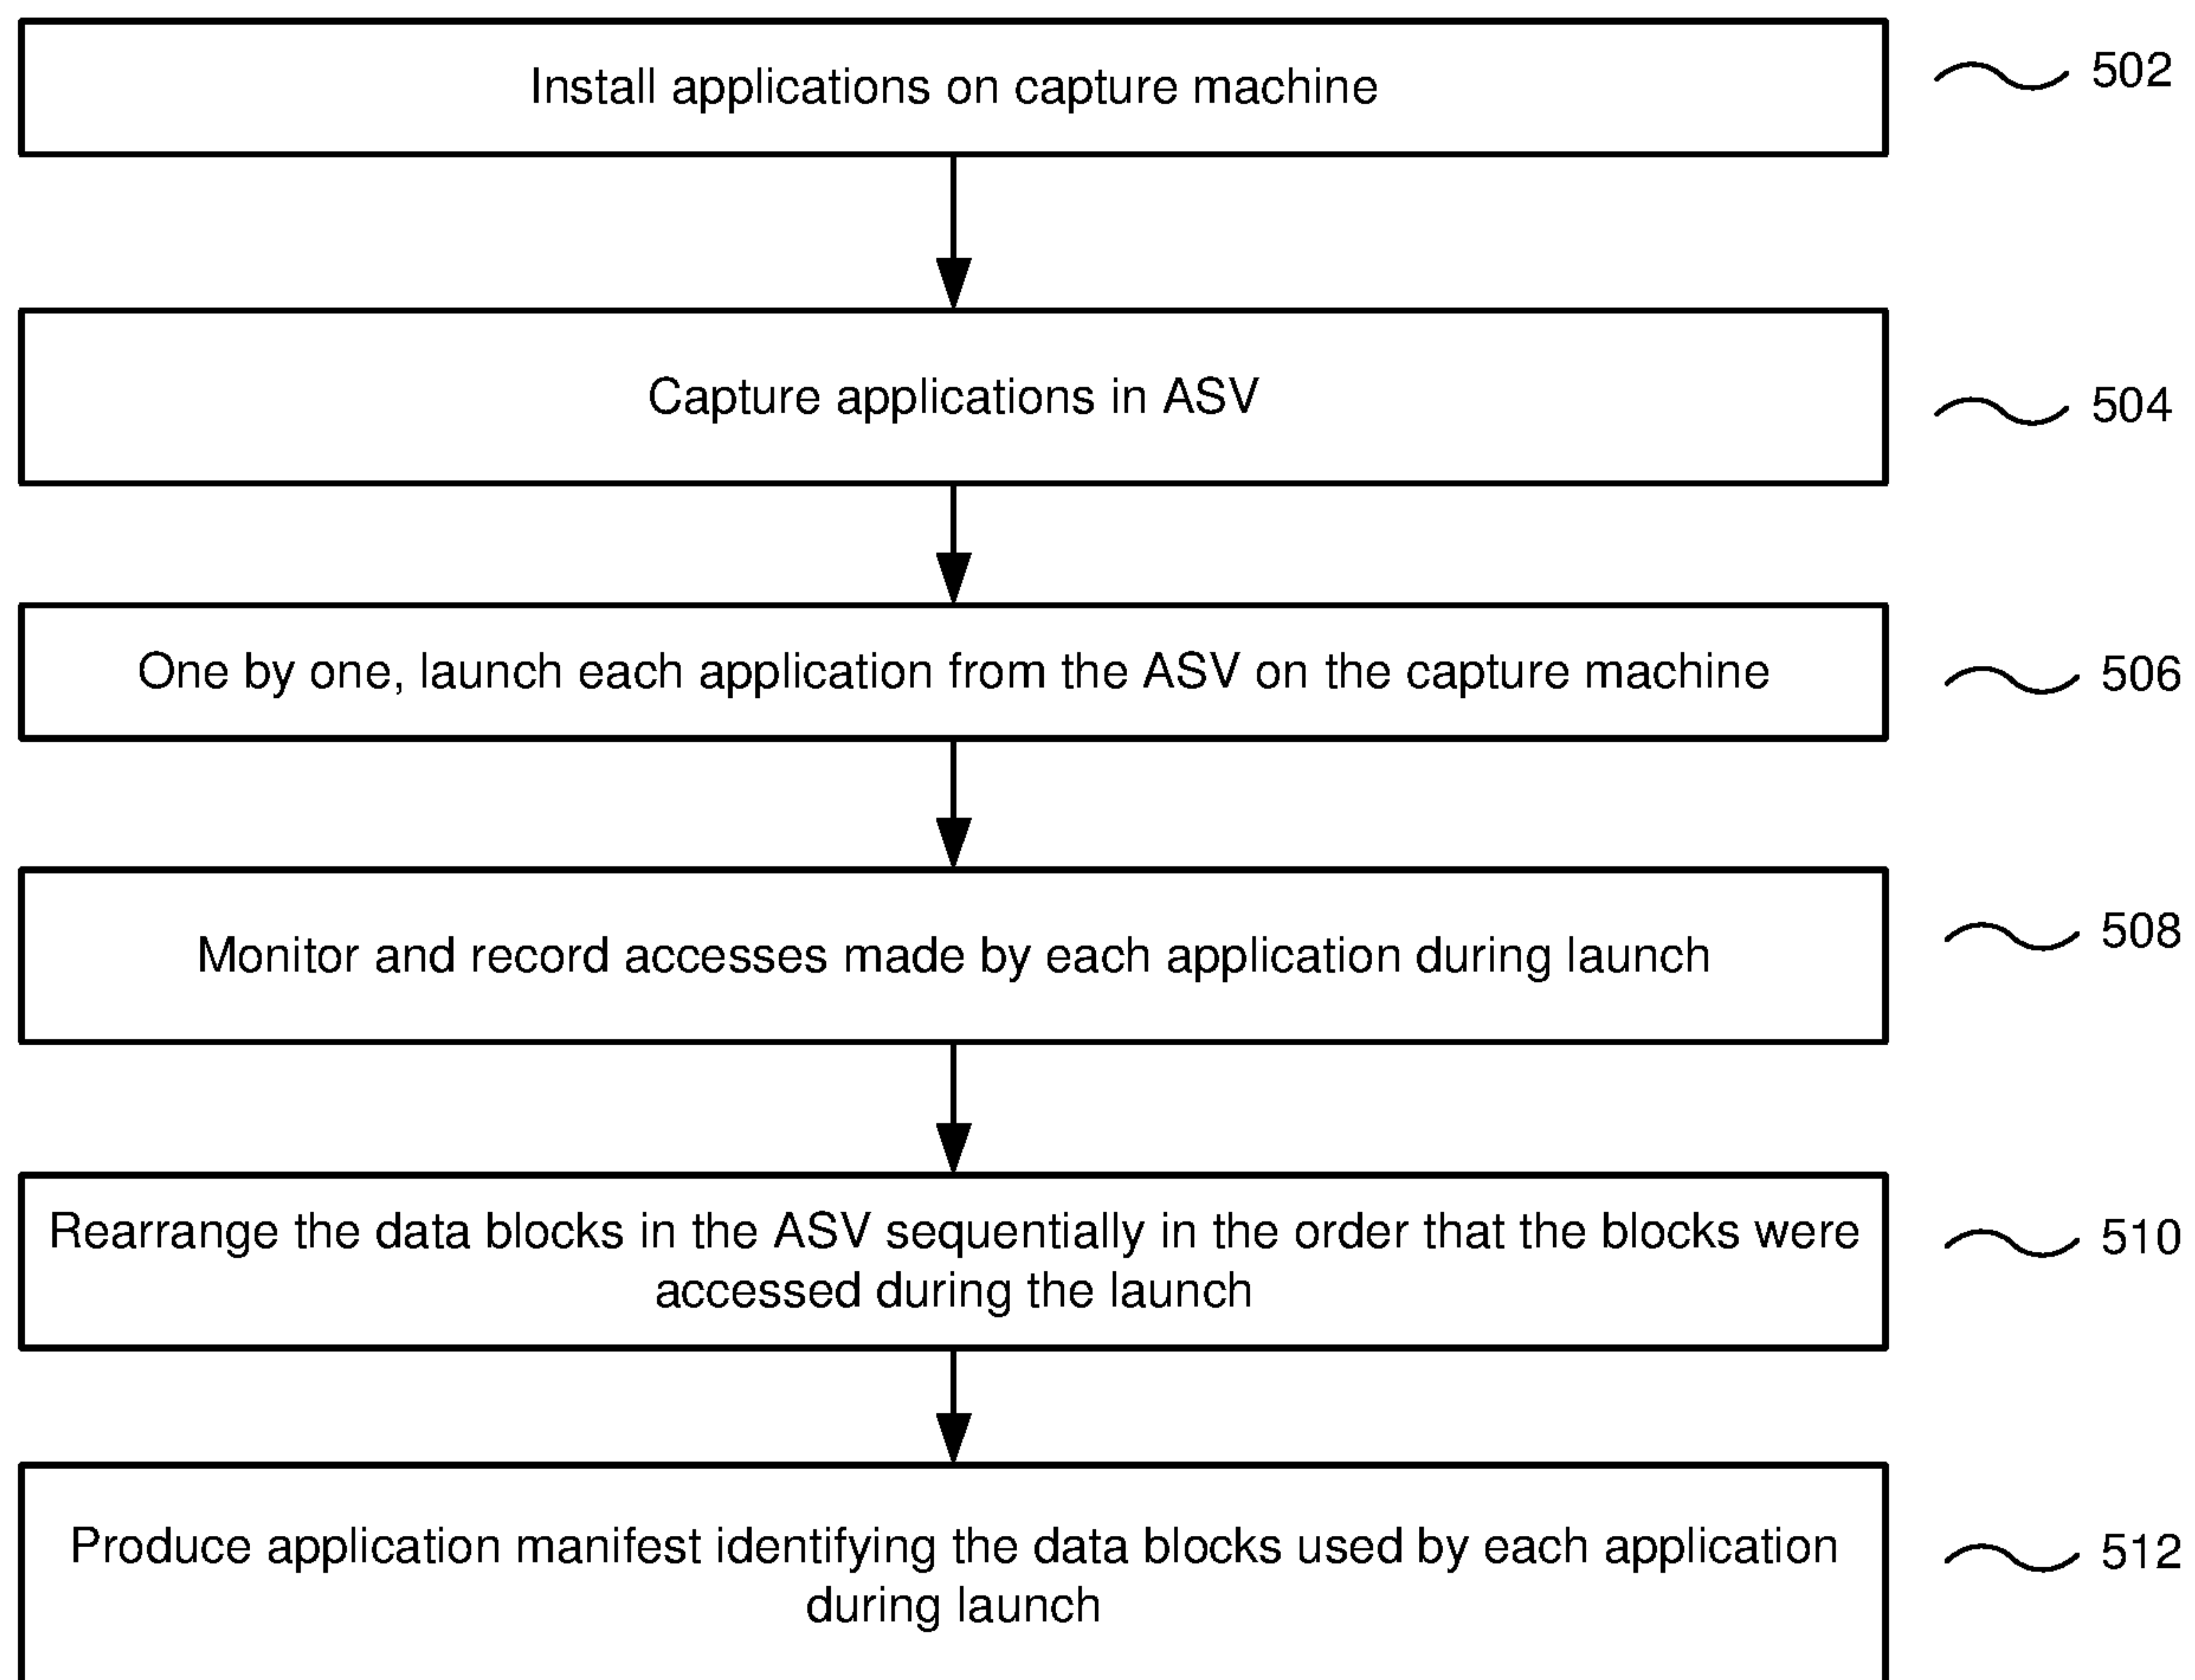 Install applications on capture machine
502
Capture applications in ASV
504
One by one, launch each application from the ASV on the capture machine
506
Monitor and record accesses made by each application during launch
508
Rearrange the data blocks in the ASV sequentially in the order that the blocks were
accessed during the launch
510
Produce application manifest identifying the data blocks used by each application
during launch
512